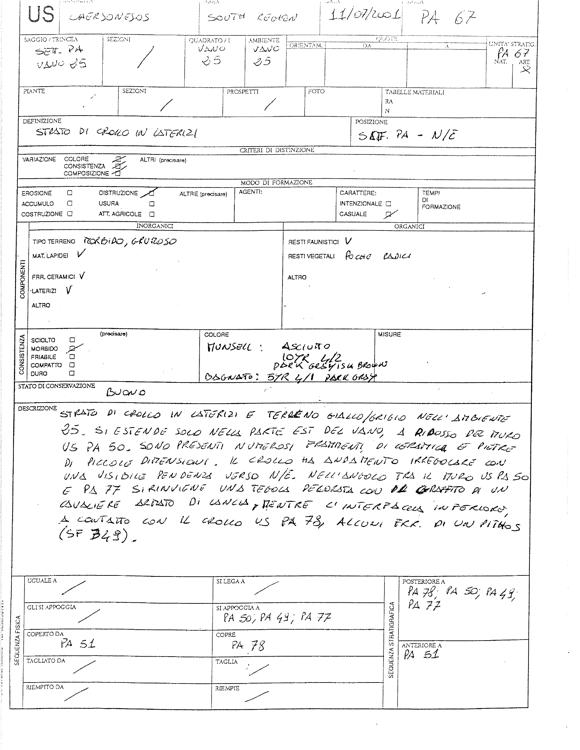 US CHERSONESOS SOUTH REGION 11/07/2001 PA 67
SAGGIO / TRINCEA SEZIONI QUADRATO/I AMBIENTE QUOTE UNITA' STRATIG.
SETT. PA / VANO VANO ORIENTAM. DA A PA 67
VANO 25 25 25 NAT. ART.
PIANTE SEZIONI PROSPETTI FOTO TABELLE MATERIALI
/ / RA
N
DEFINIZIONE POSIZIONE
STRATO DI CROLLO IN LATERIZI SETT. PA - N/E
CRITERI DI DISTINZIONE
VARIAZIONE COLORE ALTRI (precisare)
CONSISTENZA
COMPOSIZIONE
MODO DI FORMAZIONE
EROSIONE DISTRUZIONE ALTRE (precisare) AGENTI: CARATTERE: TEMPI
ACCUMULO USURA INTENZIONALE DI
COSTRUZIONE ATT. AGRICOLE CASUALE FORMAZIONE
COMPONENTI
INORGANICI ORGANICI
TIPO TERRENO MORBIDO, GRUMOSO RESTI FAUNISTICI V
MAT. LAPIDEI V RESTI VEGETALI POCHE RADICI
FRR. CERAMICI V ALTRO
LATERIZI V
ALTRO
CONSISTENZA
(precisare) COLORE MISURE
SCIOLTO MUNSELL: ASCIUTTO
MORBIDO 10YR 4/2
FRIABILE DARK GRAYISH BROWN
COMPATTO BAGNATO: 5YR 4/1 DARK GRAY
DURO
STATO DI CONSERVAZIONE BUONO
DESCRIZIONE STRATO DI CROLLO IN LATERIZI E TERRENO GIALLO/GRIGIO NELL'AMBIENTE
25. SI ESTENDE SOLO NELLA PARTE EST DEL VANO, A RIDOSSO DEL MURO
US PA 50. SONO PRESENTI NUMEROSI FRAMMENTI DI CERAMICA E PIETRE
DI PICCOLE DIMENSIONI. IL CROLLO HA ANDAMENTO IRREGOLARE CON
UNA VISIBILE PENDENZA VERSO N/E. NELL'ANGOLO TRA IL MURO US PA 50
E PA 77 SI RINVIENE UNA TEGOLA DECORATA CON GRAFFITO DI UN
CAVALIERE ARMATO DI LANCIA, MENTRE L'INTERFACCIA INFERIORE,
A CONTATTO CON IL CROLLO US PA 78, ALCUNI FRR. DI UN PITHOS
(SF 349).
SEQUENZA FISICA
UGUALE A / SI LEGA A /
GLI SI APPOGGIA / SI APPOGGIA A
PA 50, PA 49; PA 77
COPERTO DA COPRE
PA 51 PA 78
TAGLIATO DA / TAGLIA /
RIEMPITO DA / RIEMPIE /
SEQUENZA STRATIGRAFICA
POSTERIORE A
PA 78; PA 50; PA 49;
PA 77
ANTERIORE A
PA 51